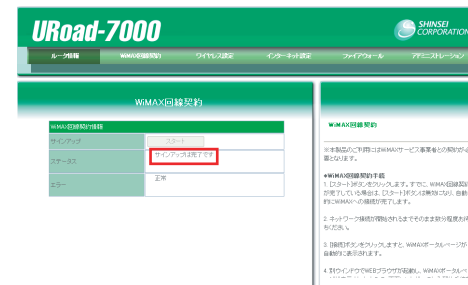 URoad-7000
SHINSEI
CORPORATION
ルータ情報 WiMAX回線契約 ワイヤレス設定 インターネット設定 ファイアウォール アドミニストレーション
WiMAX回線契約
WiMAX回線契約情報
サインアップ スタート
ステータス サインアップは完了です
エラー 正常
WiMAX回線契約
※本製品のご利用にはWiMAXサービス事業者との契約が必
要となります。
●WiMAX回線契約手順
1. [スタート]ボタンをクリックします。すでに、WiMAX回線契約
が完了している場合は、[スタート]ボタンは無効になり、自動
的にWiMAXへの接続が完了します。
2. ネットワーク接続が開始されるまでそのまま数分程度お待
ちください。
3. [接続]ボタンをクリックしますと、WiMAXポータルページが
自動的に表示されます。
4. 別ウインドウでWEBブラウザが起動し、WiMAXポータルペ